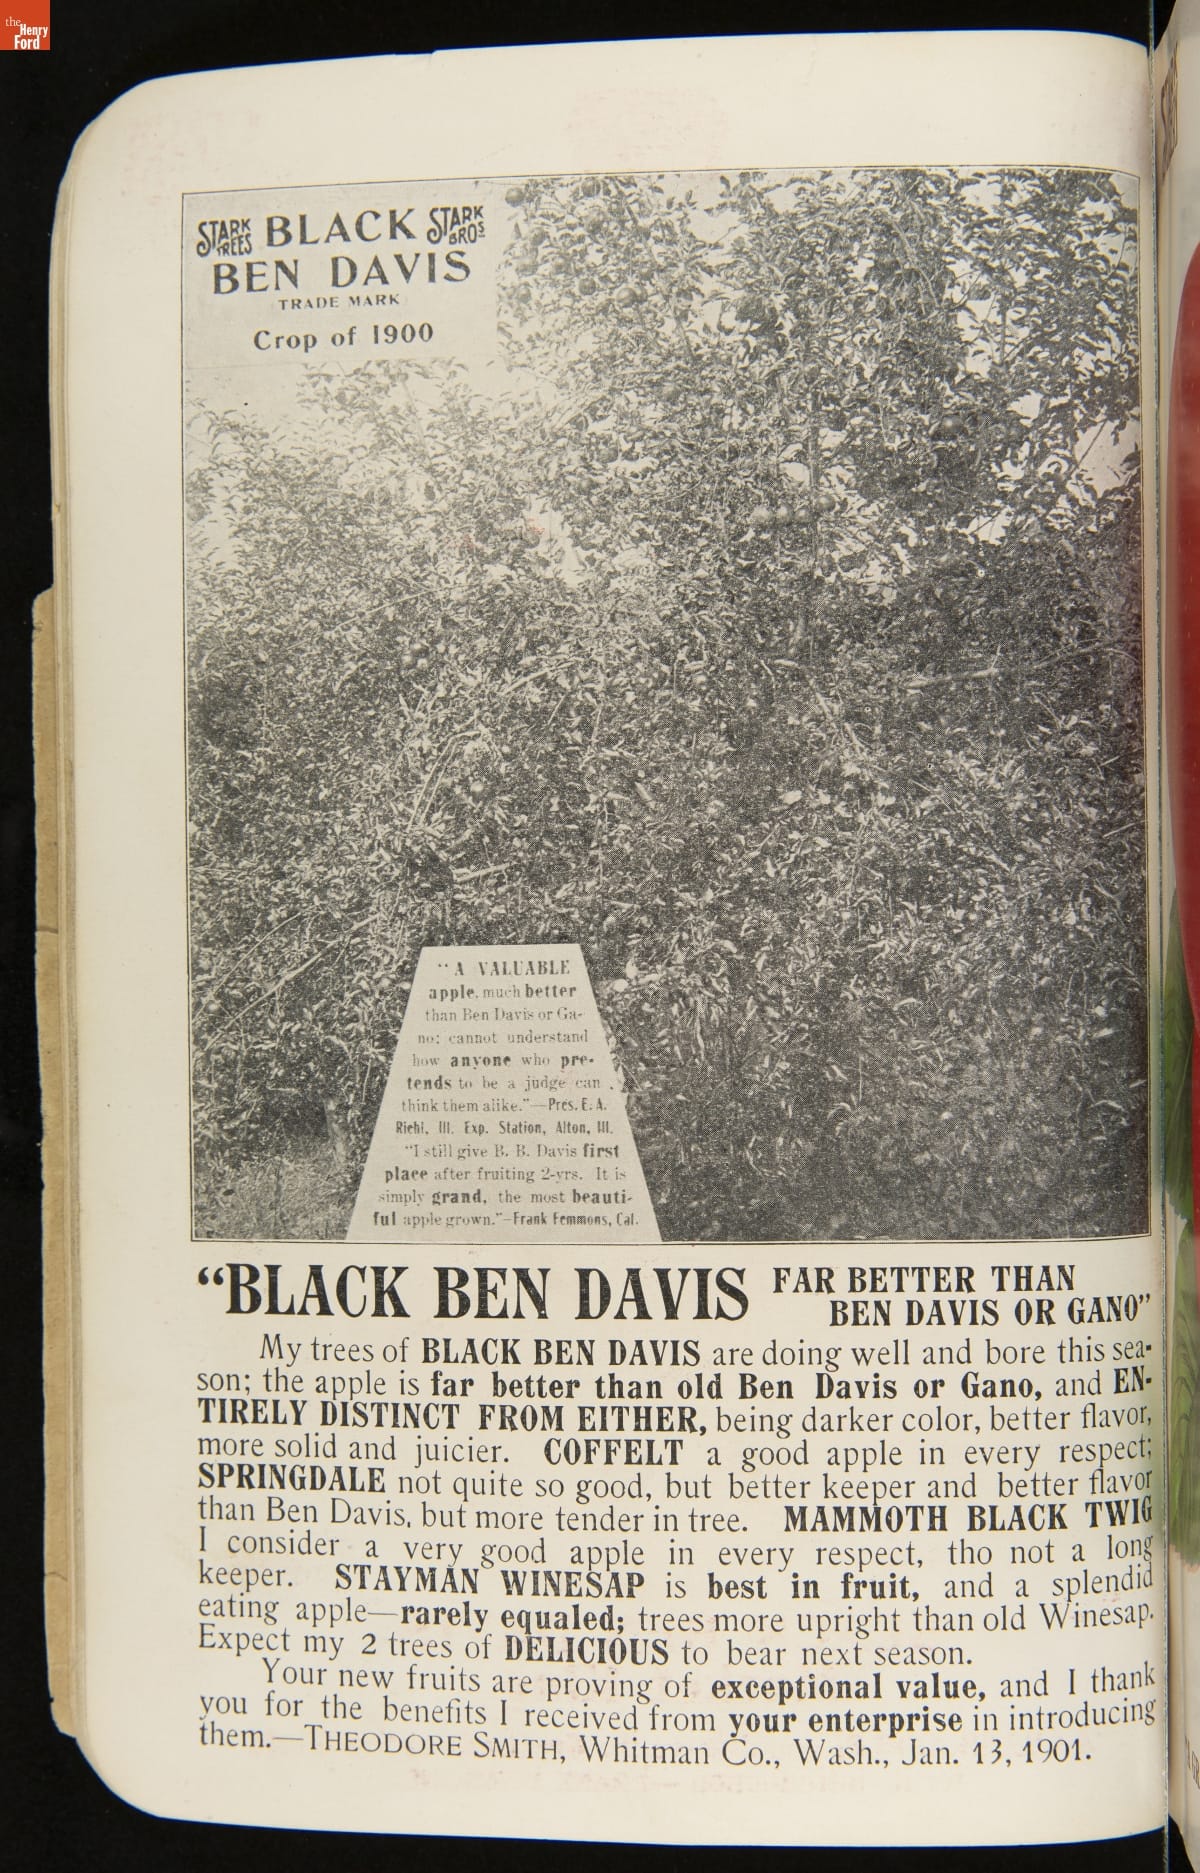 the
Henry
Ford
STARK TREES BLACK STARK BROS
BEN DAVIS
TRADE MARK
Crop of 1900
"A VALUABLE
apple, much better
than Ben Davis or Ga-
no; cannot understand
how anyone who pre-
tends to be a judge can
think them alike."—Pres. E. A.
Riehl, Ill. Exp. Station, Alton, Ill.
"I still give B. B. Davis first
place after fruiting 2-yrs. It is
simply grand, the most beauti-
ful apple grown."—Frank Femmons, Cal.
"BLACK BEN DAVIS FAR BETTER THAN
BEN DAVIS OR GANO"
My trees of BLACK BEN DAVIS are doing well and bore this sea-
son; the apple is far better than old Ben Davis or Gano, and EN-
TIRELY DISTINCT FROM EITHER, being darker color, better flavor,
more solid and juicier. COFFELT a good apple in every respect;
SPRINGDALE not quite so good, but better keeper and better flavor
than Ben Davis, but more tender in tree. MAMMOTH BLACK TWIG
I consider a very good apple in every respect, tho not a long
keeper. STAYMAN WINESAP is best in fruit, and a splendid
eating apple—rarely equaled; trees more upright than old Winesap.
Expect my 2 trees of DELICIOUS to bear next season.
Your new fruits are proving of exceptional value, and I thank
you for the benefits I received from your enterprise in introducing
them.—THEODORE SMITH, Whitman Co., Wash., Jan. 13, 1901.